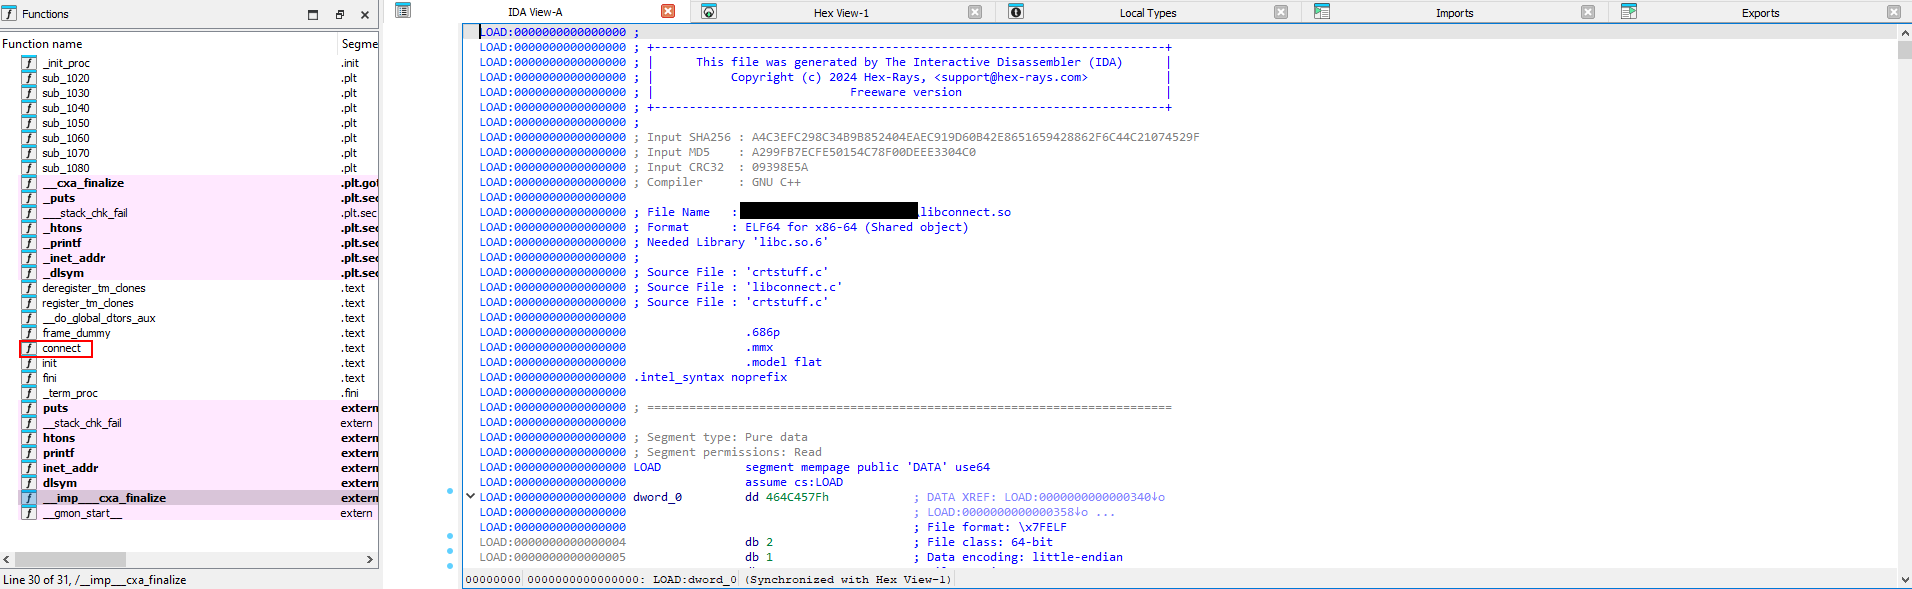 Functions
Function name Segme
_init_proc .init
sub_1020 .plt
sub_1030 .plt
sub_1040 .plt
sub_1050 .plt
sub_1060 .plt
sub_1070 .plt
sub_1080 .plt
__cxa_finalize .plt.got
_puts .plt.sec
___stack_chk_fail .plt.sec
_htons .plt.sec
_printf .plt.sec
_inet_addr .plt.sec
_dlsym .plt.sec
deregister_tm_clones .text
register_tm_clones .text
__do_global_dtors_aux .text
frame_dummy .text
connect .text
init .text
fini .text
_term_proc .fini
puts extern
__stack_chk_fail extern
htons extern
printf extern
inet_addr extern
dlsym extern
__imp___cxa_finalize extern
__gmon_start__ extern
Line 30 of 31, /__imp___cxa_finalize
IDA View-A Hex View-1 Local Types Imports Exports
LOAD:0000000000000000 ;
LOAD:0000000000000000 ; +-------------------------------------------------------------------------+
LOAD:0000000000000000 ; |      This file was generated by The Interactive Disassembler (IDA)      |
LOAD:0000000000000000 ; |           Copyright (c) 2024 Hex-Rays, <support@hex-rays.com>           |
LOAD:0000000000000000 ; |                            Freeware version                             |
LOAD:0000000000000000 ; +-------------------------------------------------------------------------+
LOAD:0000000000000000 ;
LOAD:0000000000000000 ; Input SHA256 : A4C3EFC298C34B9B852404EAEC919D60B42E8651659428862F6C44C21074529F
LOAD:0000000000000000 ; Input MD5    : A299FB7ECFE50154C78F00DEEE3304C0
LOAD:0000000000000000 ; Input CRC32  : 09398E5A
LOAD:0000000000000000 ; Compiler     : GNU C++
LOAD:0000000000000000
LOAD:0000000000000000 ; File Name   : \libconnect.so
LOAD:0000000000000000 ; Format      : ELF64 for x86-64 (Shared object)
LOAD:0000000000000000 ; Needed Library 'libc.so.6'
LOAD:0000000000000000 ;
LOAD:0000000000000000 ; Source File : 'crtstuff.c'
LOAD:0000000000000000 ; Source File : 'libconnect.c'
LOAD:0000000000000000 ; Source File : 'crtstuff.c'
LOAD:0000000000000000
LOAD:0000000000000000 .686p
LOAD:0000000000000000 .mmx
LOAD:0000000000000000 .model flat
LOAD:0000000000000000 .intel_syntax noprefix
LOAD:0000000000000000
LOAD:0000000000000000 ; ===========================================================================
LOAD:0000000000000000
LOAD:0000000000000000 ; Segment type: Pure data
LOAD:0000000000000000 ; Segment permissions: Read
LOAD:0000000000000000 LOAD segment mempage public 'DATA' use64
LOAD:0000000000000000 assume cs:LOAD
LOAD:0000000000000000 dword_0 dd 464C457Fh ; DATA XREF: LOAD:0000000000000340↓o
LOAD:0000000000000000 ; LOAD:0000000000000358↓o ...
LOAD:0000000000000000 ; File format: \x7FELF
LOAD:0000000000000004 db 2 ; File class: 64-bit
LOAD:0000000000000005 db 1 ; Data encoding: little-endian
00000000 0000000000000000: LOAD:dword_0 (Synchronized with Hex View-1)